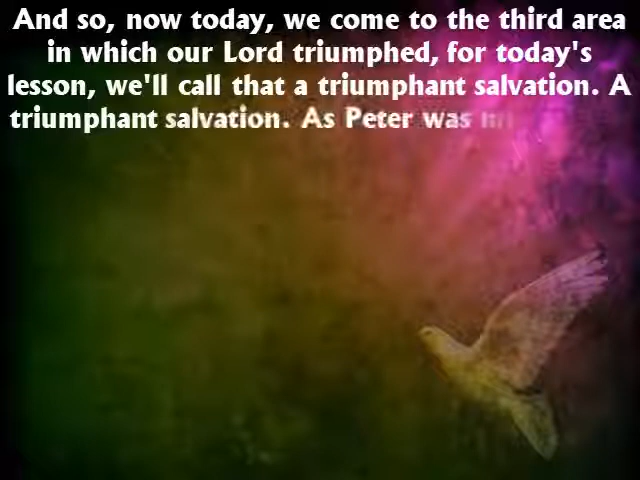 And so, now today, we come to the third area
in which our Lord triumphed, for today's
lesson, we'll call that a triumphant salvation. A
triumphant salvation. As Peter was